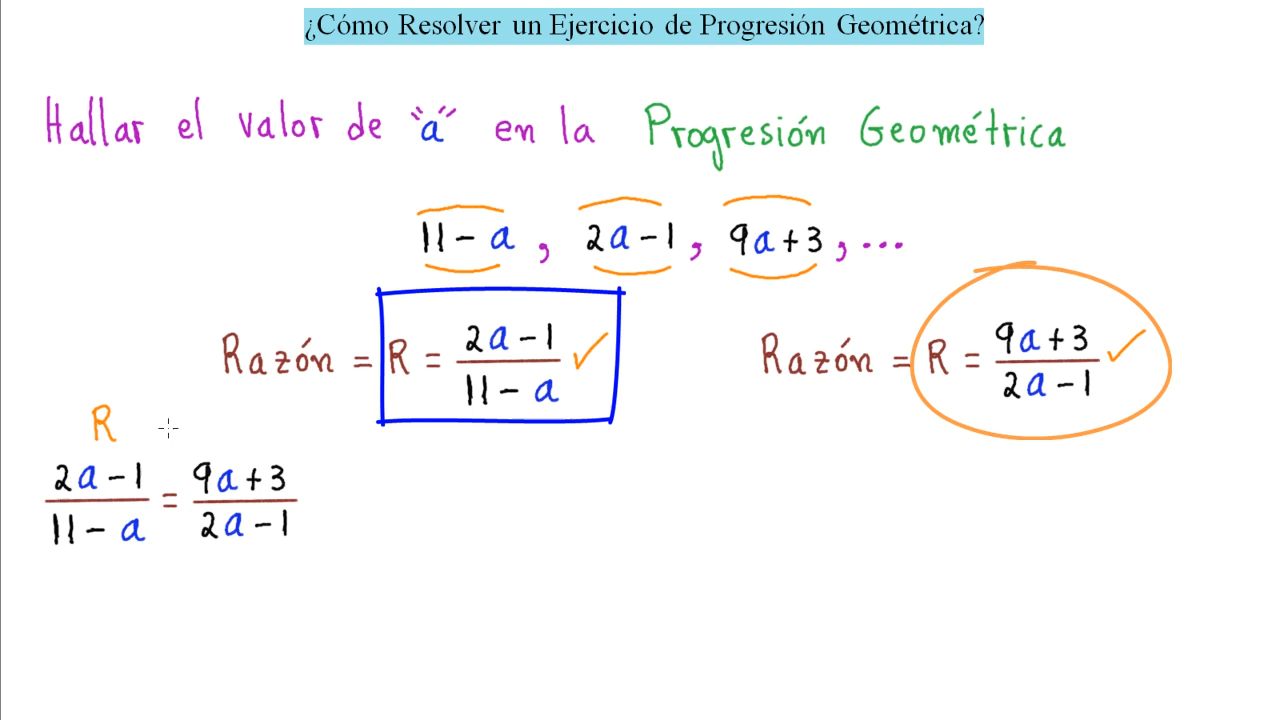 ¿Cómo Resolver un Ejercicio de Progresión Geométrica?
Hallar el valor de "a" en la Progresión Geométrica
11 - a , 2a - 1 , 9a + 3 , ...
Razón = R = (2a - 1)/(11 - a) ✓ Razón = R = (9a + 3)/(2a - 1) ✓
R
(2a - 1)/(11 - a) = (9a + 3)/(2a - 1)